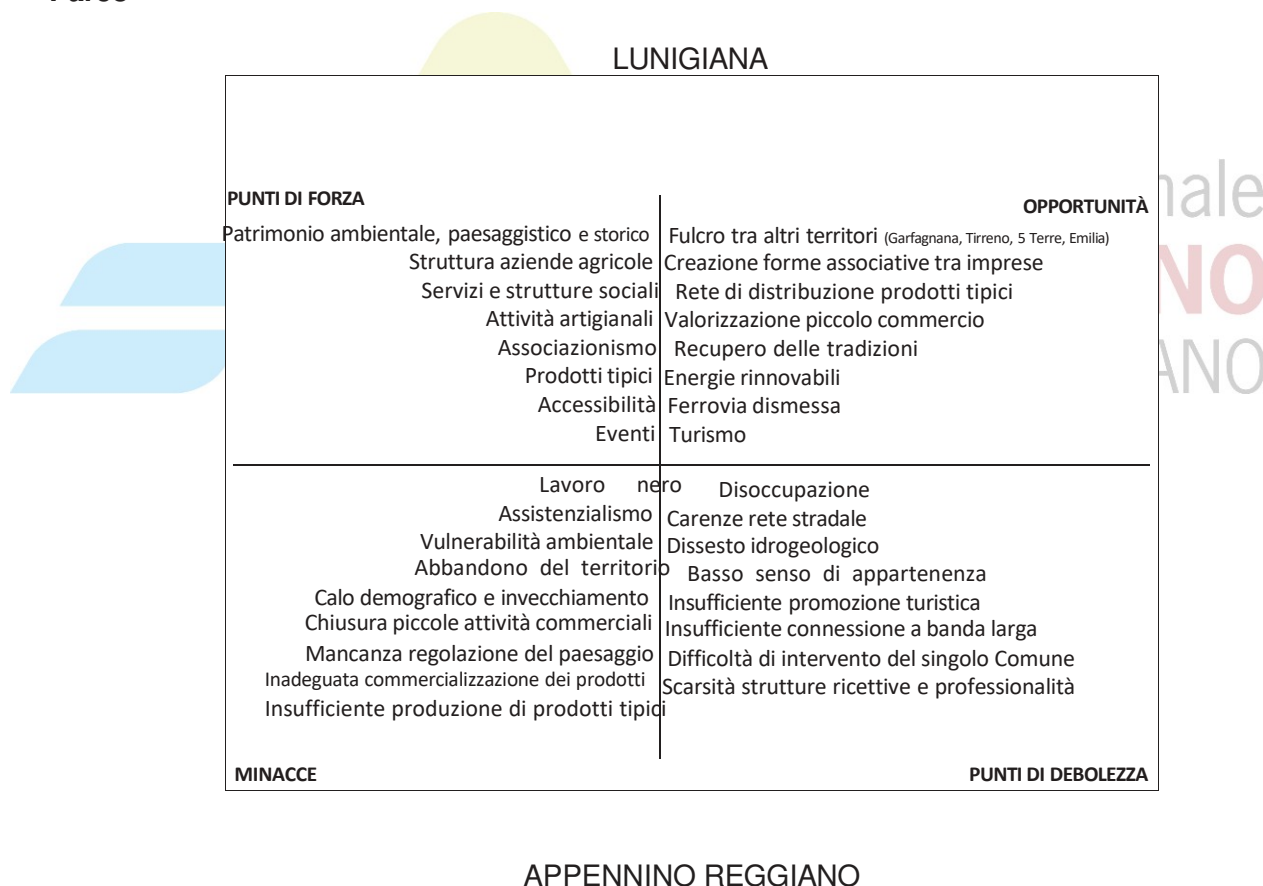 LUNIGIANA
PUNTI DI FORZA
OPPORTUNITÀ
Patrimonio ambientale, paesaggistico e storico
Struttura aziende agricole
Servizi e strutture sociali
Attività artigianali
Associazionismo
Prodotti tipici
Accessibilità
Eventi
Fulcro tra altri territori (Garfagnana, Tirreno, 5 Terre, Emilia)
Creazione forme associative tra imprese
Rete di distribuzione prodotti tipici
Valorizzazione piccolo commercio
Recupero delle tradizioni
Energie rinnovabili
Ferrovia dismessa
Turismo
nale
NO
ANO
Lavoro nero
Assistenzialismo
Vulnerabilità ambientale
Abbandono del territorio
Calo demografico e invecchiamento
Chiusura piccole attività commerciali
Mancanza regolazione del paesaggio
Inadeguata commercializzazione dei prodotti
Insufficiente produzione di prodotti tipici
Disoccupazione
Carenze rete stradale
Dissesto idrogeologico
Basso senso di appartenenza
Insufficiente promozione turistica
Insufficiente connessione a banda larga
Difficoltà di intervento del singolo Comune
Scarsità strutture ricettive e professionalità
MINACCE
PUNTI DI DEBOLEZZA
APPENNINO REGGIANO